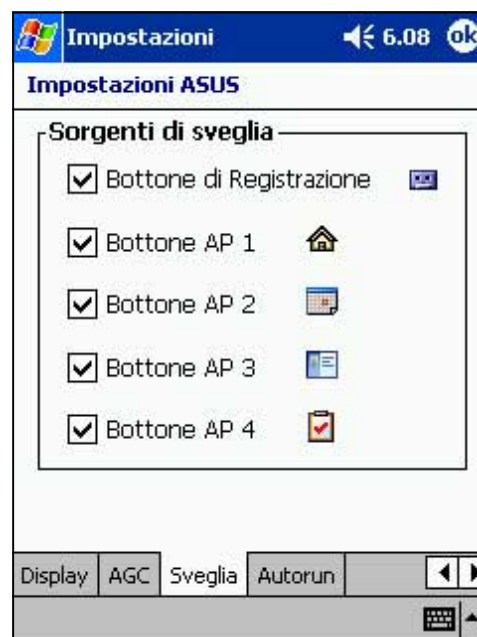 Impostazioni 6.08 ok
Impostazioni ASUS
Sorgenti di sveglia
Bottone di Registrazione
Bottone AP 1
Bottone AP 2
Bottone AP 3
Bottone AP 4
Display AGC Sveglia Autorun